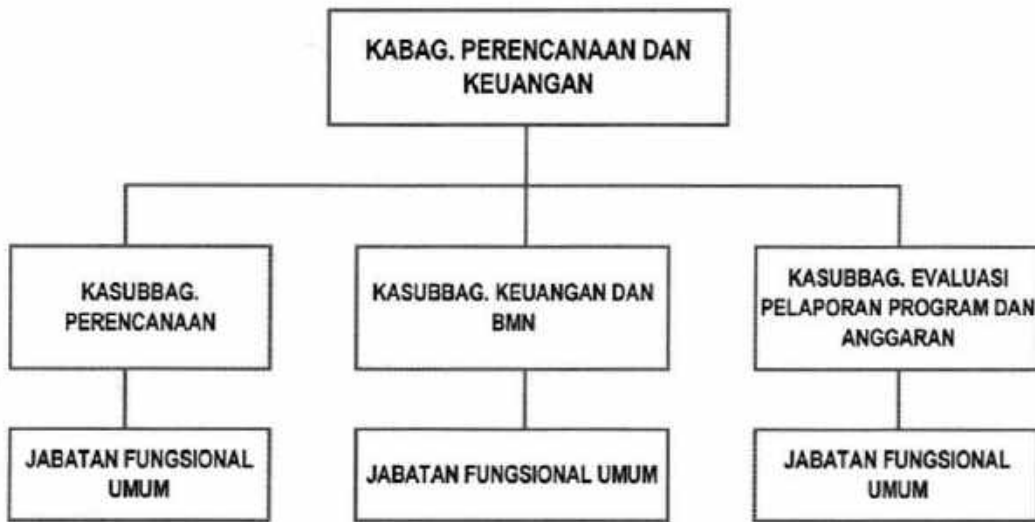 KABAG. PERENCANAAN DAN
KEUANGAN
KASUBBAG.
PERENCANAAN
KASUBBAG. KEUANGAN DAN
BMN
KASUBBAG. EVALUASI
PELAPORAN PROGRAM DAN
ANGGARAN
JABATAN FUNGSIONAL
UMUM
JABATAN FUNGSIONAL UMUM
JABATAN FUNGSIONAL
UMUM